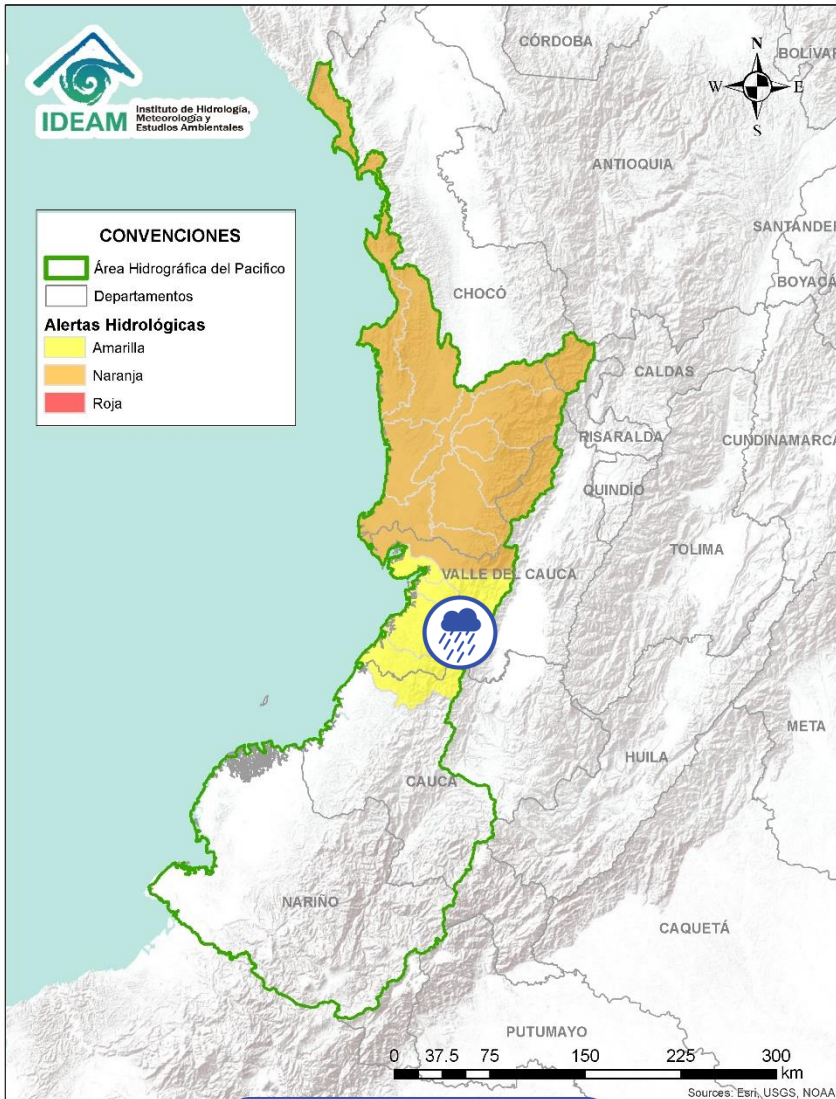 IDEAM
Instituto de Hidrología,
Meteorología y
Estudios Ambientales
CÓRDOBA
BOLÍVAR
N
W
E
S
ANTIOQUIA
SANTANDER
BOYACÁ
CONVENCIONES
Área Hidrográfica del Pacifico
Departamentos
Alertas Hidrológicas
Amarilla
Naranja
Roja
CHOCÓ
CALDAS
RISARALDA
CUNDINAMARCA
QUINDÍO
TOLIMA
VALLE DEL CAUCA
META
HUILA
CAUCA
NARIÑO
CAQUETÁ
PUTUMAYO
0 37.5 75 150 225 300
km
Sources: Esri, USGS, NOAA